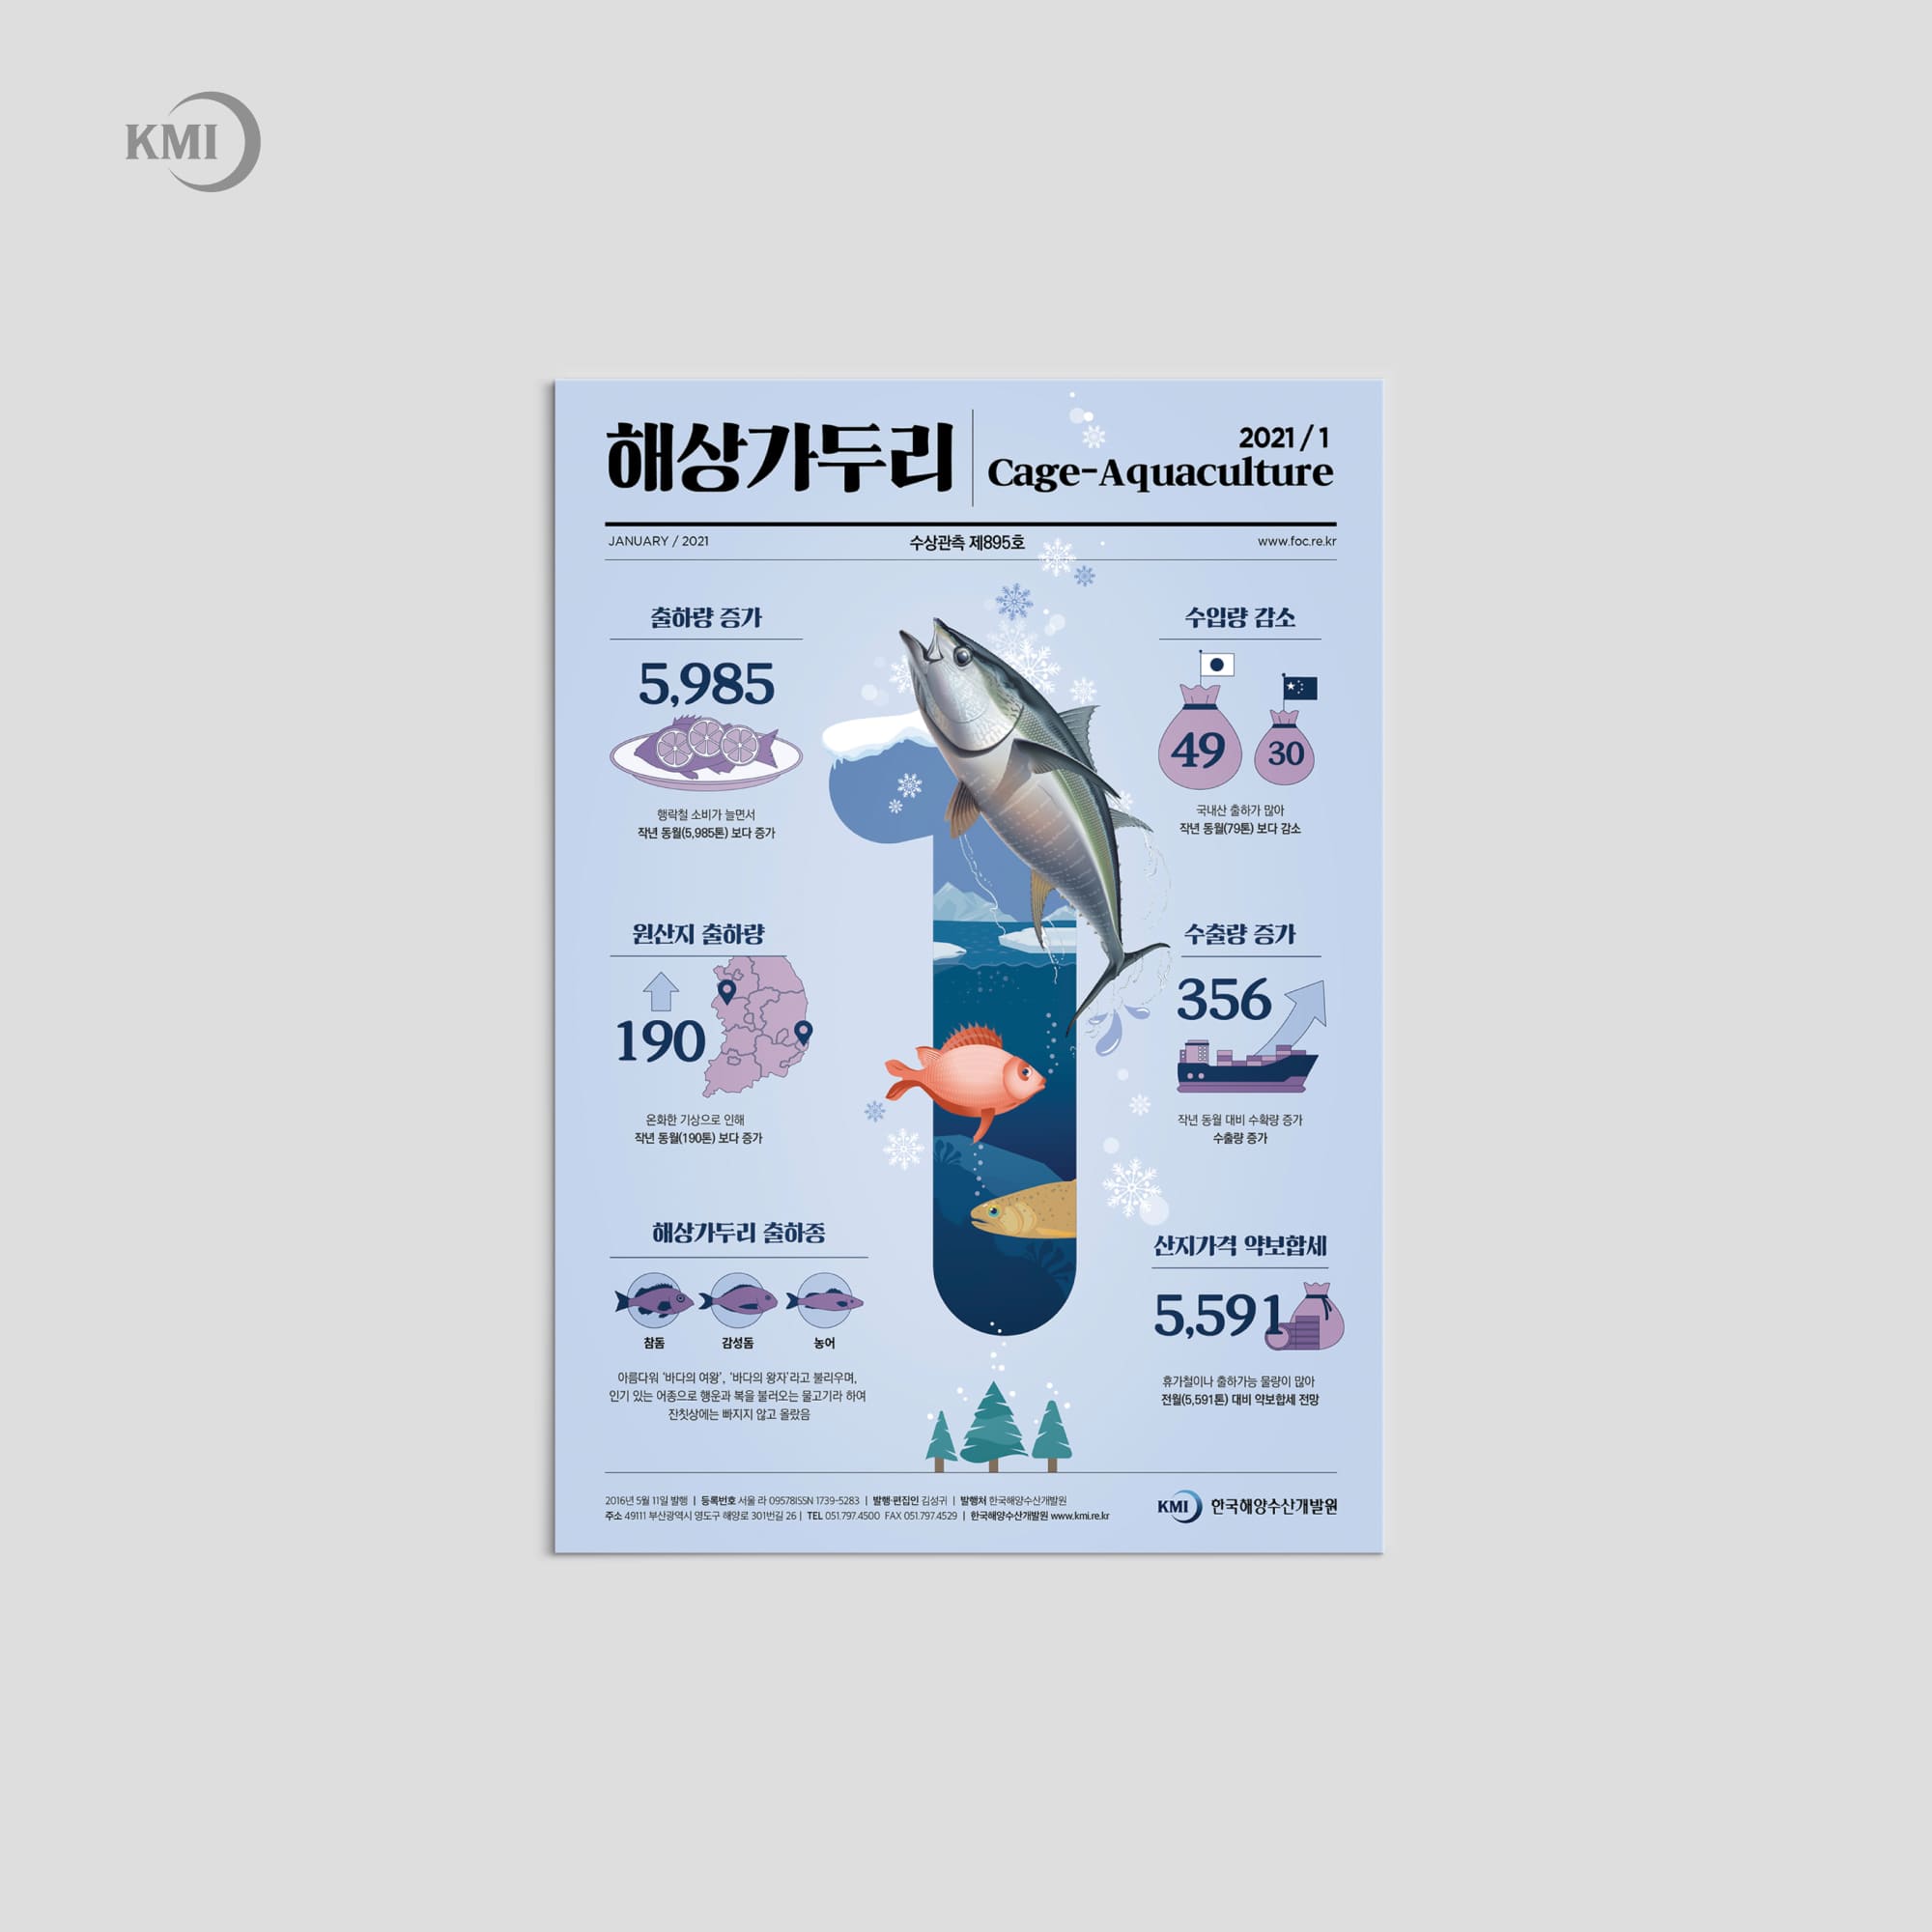 KMI
해상가두리
2021 / 1
Cage-Aquaculture
JANUARY / 2021
수상관측 제895호
www.foc.re.kr
출하량 증가
5,985
행락철 소비가 늘면서
작년 동월(5,985톤) 보다 증가
수입량 감소
49
30
국내산 출하가 많아
작년 동월(79톤) 보다 감소
원산지 출하량
190
온화한 기상으로 인해
작년 동월(190톤) 보다 증가
수출량 증가
356
작년 동월 대비 수확량 증가
수출량 증가
해상가두리 출하종
참돔
감성돔
농어
아름다워 '바다의 여왕', '바다의 왕자'라고 불리우며,
인기 있는 어종으로 행운과 복을 불러오는 물고기라 하여
잔칫상에는 빠지지 않고 올랐음
산지가격 약보합세
5,591
휴가철이나 출하가능 물량이 많아
전월(5,591톤) 대비 약보합세 전망
2016년 5월 11일 발행 | 등록번호 서울 라 09578ISSN 1739-5283 | 발행·편집인 김성귀 | 발행처 한국해양수산개발원
주소 49111 부산광역시 영도구 해양로 301번길 26 | TEL 051.797.4500 FAX 051.797.4529 | 한국해양수산개발원 www.kmi.re.kr
KMI 한국해양수산개발원